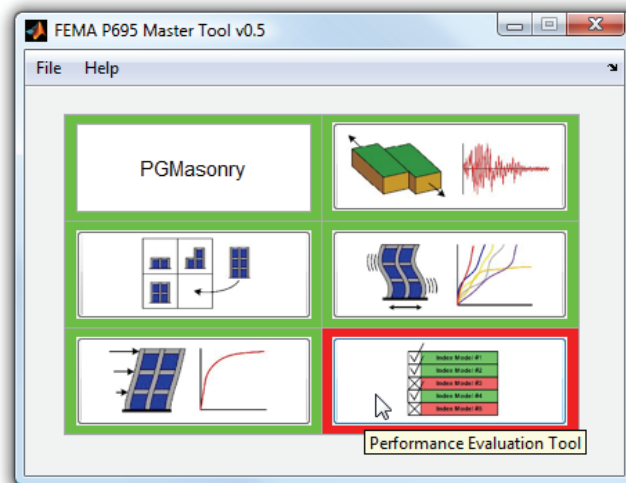 FEMA P695 Master Tool v0.5
File Help
PGMasonry
Index Model #1
Index Model #2
Index Model #3
Index Model #4
Index Model #5
Performance Evaluation Tool